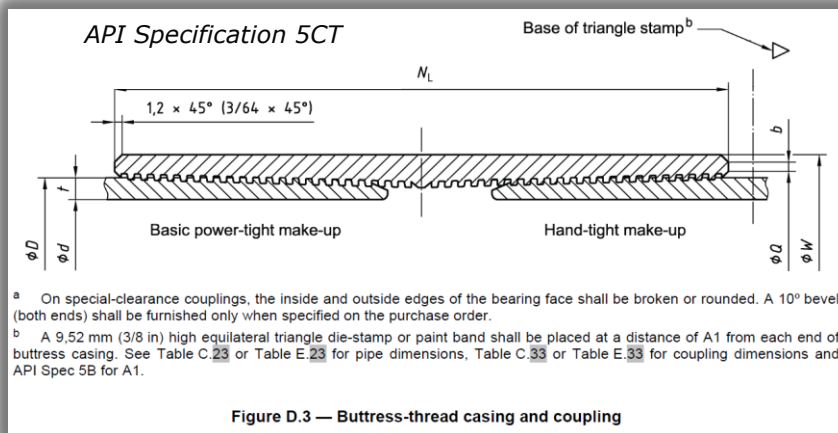 API Specification 5CT
Base of triangle stamp b
N_L
1,2 × 45° (3/64 × 45°)
b
t
Basic power-tight make-up
Hand-tight make-up
øD
ød
øQ
øW
a On special-clearance couplings, the inside and outside edges of the bearing face shall be broken or rounded. A 10º bevel
(both ends) shall be furnished only when specified on the purchase order.
b A 9,52 mm (3/8 in) high equilateral triangle die-stamp or paint band shall be placed at a distance of A1 from each end of
buttress casing. See Table C.23 or Table E.23 for pipe dimensions, Table C.33 or Table E.33 for coupling dimensions and
API Spec 5B for A1.
Figure D.3 — Buttress-thread casing and coupling